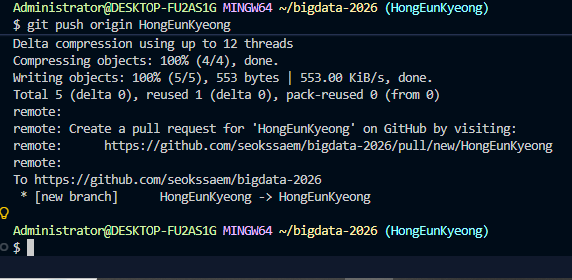 Administrator@DESKTOP-FU2AS1G MINGW64 ~/bigdata-2026 (HongEunKyeong)
$ git push origin HongEunKyeong
Delta compression using up to 12 threads
Compressing objects: 100% (4/4), done.
Writing objects: 100% (5/5), 553 bytes | 553.00 KiB/s, done.
Total 5 (delta 0), reused 1 (delta 0), pack-reused 0 (from 0)
remote:
remote: Create a pull request for 'HongEunKyeong' on GitHub by visiting:
remote:      https://github.com/seokssaem/bigdata-2026/pull/new/HongEunKyeong
remote:
To https://github.com/seokssaem/bigdata-2026
 * [new branch]      HongEunKyeong -> HongEunKyeong
Administrator@DESKTOP-FU2AS1G MINGW64 ~/bigdata-2026 (HongEunKyeong)
$